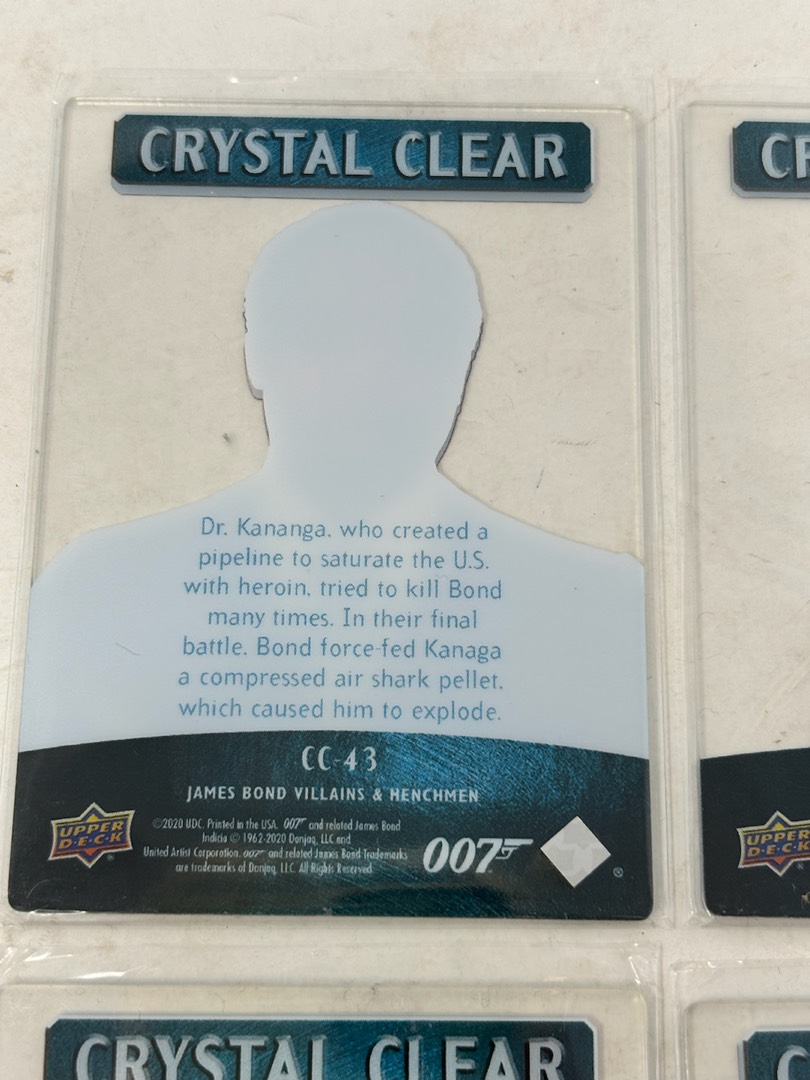 CRYSTAL CLEAR
Dr. Kananga, who created a
pipeline to saturate the U.S.
with heroin, tried to kill Bond
many times. In their final
battle, Bond force-fed Kanaga
a compressed air shark pellet,
which caused him to explode.
CC-43
JAMES BOND VILLAINS & HENCHMEN
UPPER
D·E·C·K
©2020 UDC. Printed in the USA. 007 and related James Bond
Indicia © 1962-2020 Danjaq, LLC and
United Artist Corporation. 007 and related James Bond Trademarks
are trademarks of Danjaq, LLC. All Rights Reserved.
007
®
CR
UPPER
D·E·C·K
CRYSTAL CLEAR
C